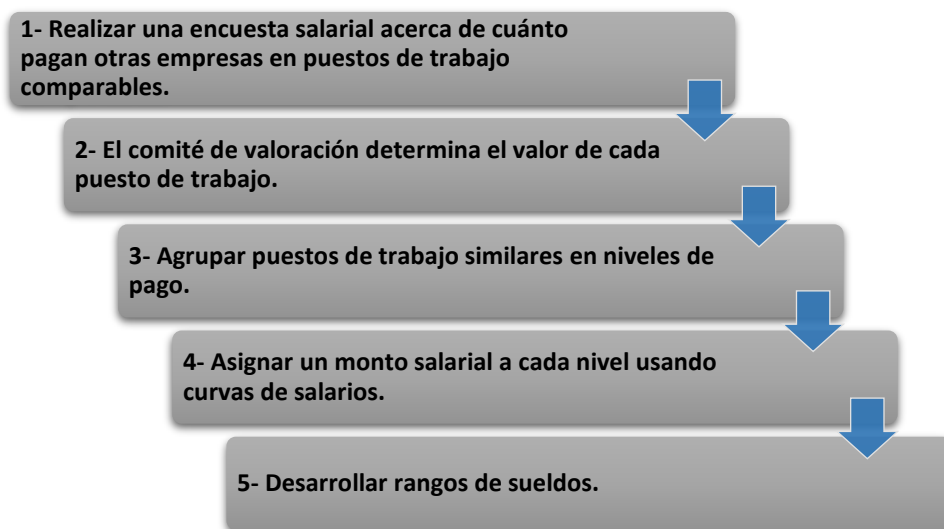 1- Realizar una encuesta salarial acerca de cuánto
pagan otras empresas en puestos de trabajo
comparables.
2- El comité de valoración determina el valor de cada
puesto de trabajo.
3- Agrupar puestos de trabajo similares en niveles de
pago.
4- Asignar un monto salarial a cada nivel usando
curvas de salarios.
5- Desarrollar rangos de sueldos.